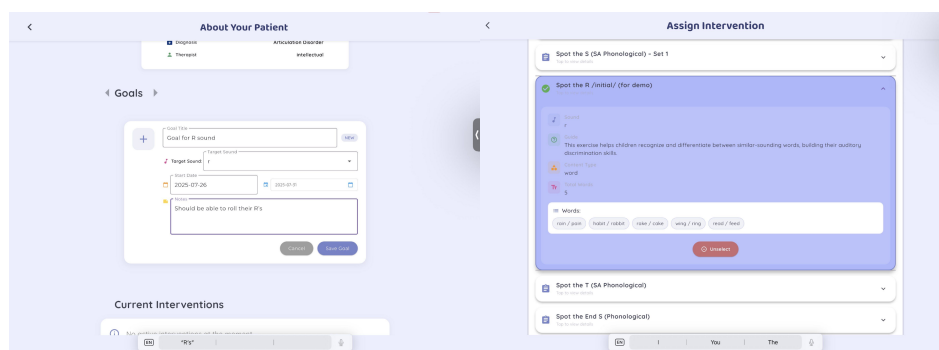 About Your Patient
Diagnosis
Articulation Disorder
Therapist
intellectual
Goals
Goal Title
Goal for R sound
NEW
Target Sound:
Target Sound:
r
Start Date
2025-07-26
2025-07-31
Notes
Should be able to roll their R's
Cancel
Save Goal
Current Interventions
No active interventions at the moment
EN
"R's"
Assign Intervention
Spot the S (SA Phonological) - Set 1
Tap to view details
Spot the R /initial/ (for demo)
Sound
r
This exercise helps children recognize and differentiate between similar-sounding words, building their auditory
discrimination skills.
Content Type
word
5
Words:
rain / pain
habit / rabbit
rake / cake
wing / ring
read / feed
Unselect
Spot the T (SA Phonological)
Tap to view details
Spot the End S (Phonological)
Tap to view details
EN
I
You
The